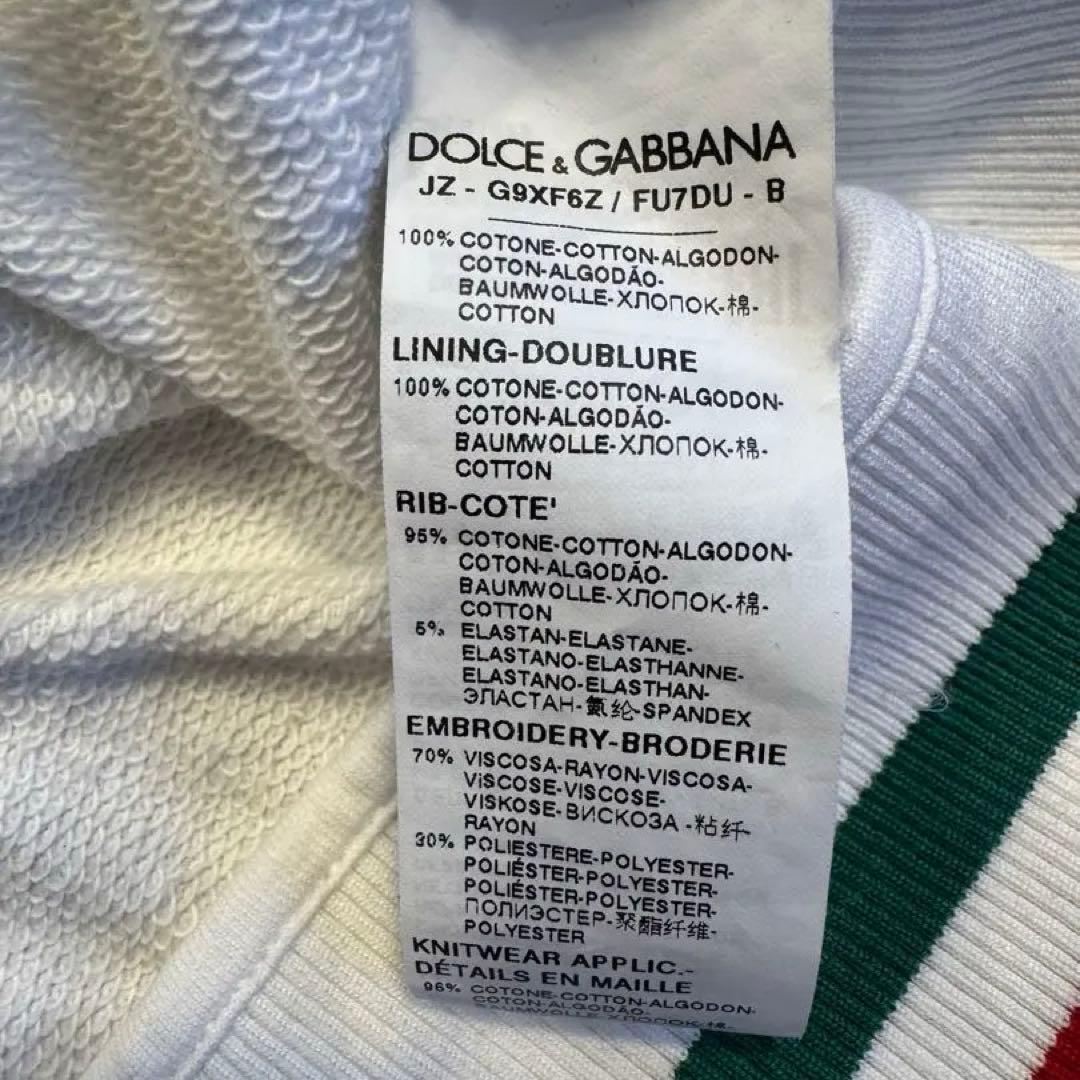 DOLCE & GABBANA
JZ - G9XF6Z / FU7DU - B
100% COTONE-COTTON-ALGODON-
COTON-ALGODÃO-
BAUMWOLLE-ХЛОПОК-棉-
COTTON
LINING-DOUBLURE
100% COTONE-COTTON-ALGODON-
COTON-ALGODÃO-
BAUMWOLLE-ХЛОПОК-棉-
COTTON
RIB-COTE'
95% COTONE-COTTON-ALGODON-
COTON-ALGODÃO-
BAUMWOLLE-ХЛОПОК-棉-
COTTON
5% ELASTAN-ELASTANE-
ELASTANO-ELASTHANNE-
ELASTANO-ELASTHAN-
ЭЛАСТАН-氨纶-SPANDEX
EMBROIDERY-BRODERIE
70% VISCOSA-RAYON-VISCOSA-
VISCOSE-VISCOSE-
VISKOSE-ВИСКОЗА -粘纤-
RAYON
30% POLIESTERE-POLYESTER-
POLIÉSTER-POLYESTER-
POLIÉSTER-POLYESTER-
ПОЛИЭСТЕР-聚酯纤维-
POLYESTER
KNITWEAR APPLIC.-
DÉTAILS EN MAILLE
96% COTONE-COTTON-ALGODON-
COTON-ALGODÃO-
BAUMWOLLE-ХЛОПОК-棉-